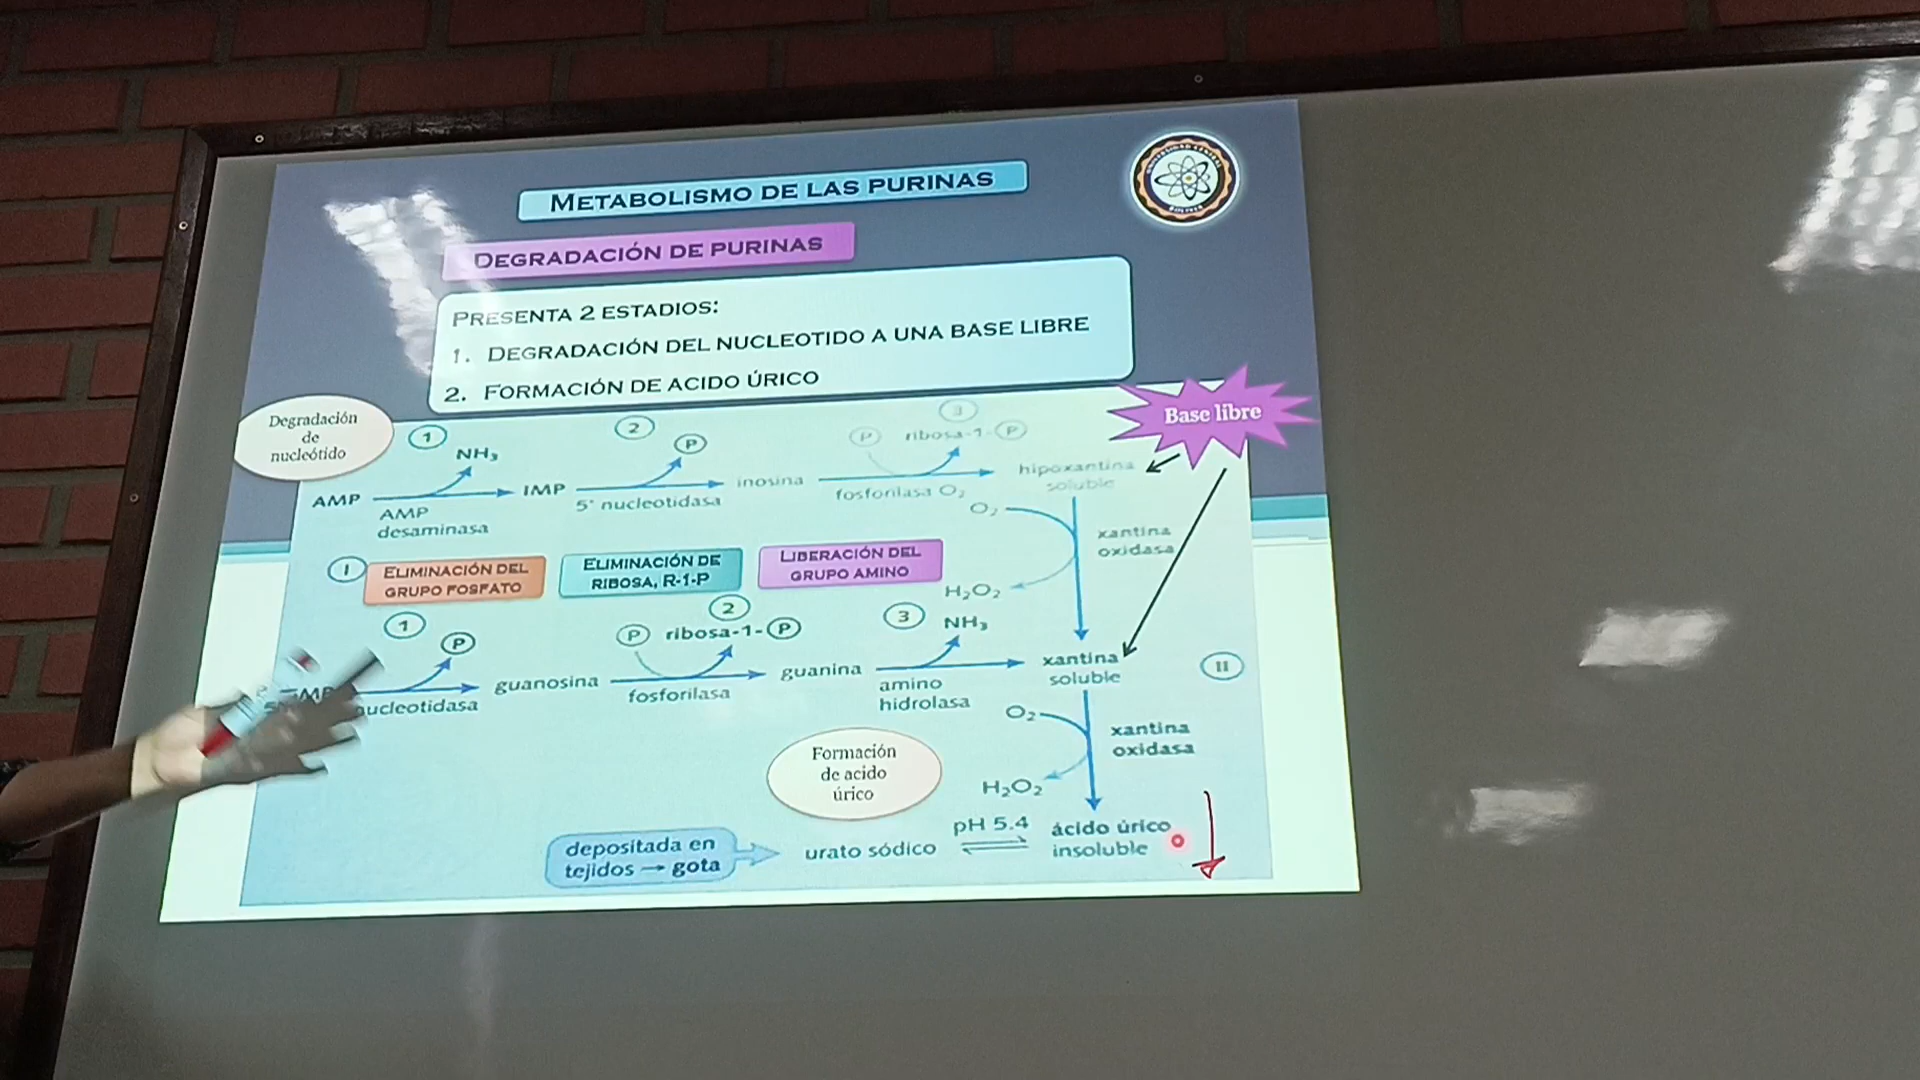 METABOLISMO DE LAS PURINAS
DEGRADACIÓN DE PURINAS
PRESENTA 2 ESTADIOS:
1. DEGRADACIÓN DEL NUCLEOTIDO A UNA BASE LIBRE
2. FORMACIÓN DE ACIDO ÚRICO
Base libre
Degradación
de
nucleótido
1
NH₃
2
P
3
P
ribosa-1-P
AMP
AMP
desaminasa
IMP
5' nucleotidasa
inosina
fosforilasa O₂
hipoxantina
soluble
O₂
xantina
oxidasa
H₂O₂
I
ELIMINACIÓN DEL
GRUPO FOSFATO
ELIMINACIÓN DE
RIBOSA, R-1-P
LIBERACIÓN DEL
GRUPO AMINO
1
P
2
P
ribosa-1-P
3
NH₃
guanosina
fosforilasa
guanina
amino
hidrolasa
xantina
soluble
II
O₂
xantina
oxidasa
H₂O₂
Formación
de acido
úrico
depositada en
tejidos → gota
urato sódico
pH 5.4
ácido úrico
insoluble